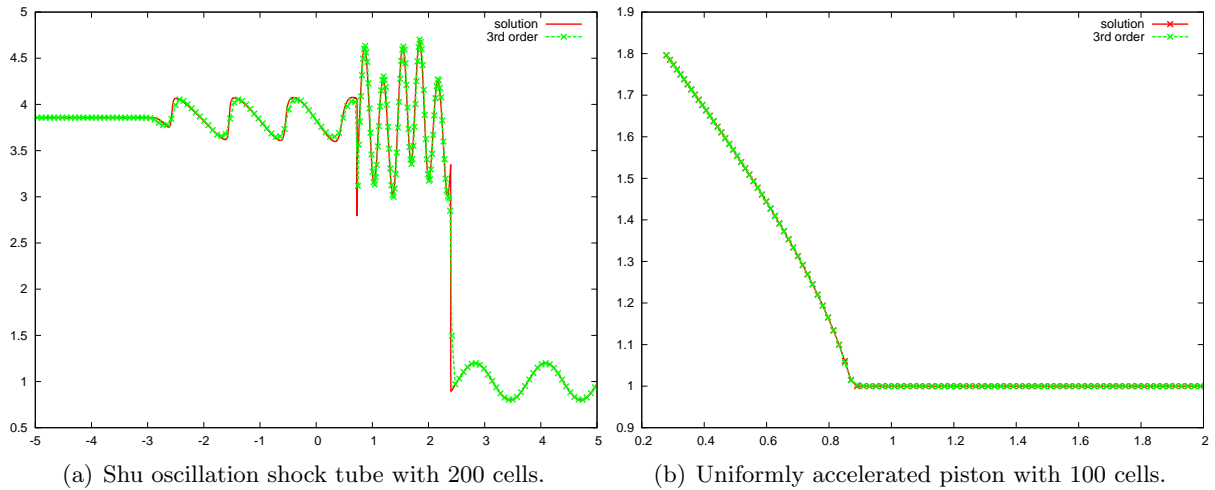 5
4.5
4
3.5
3
2.5
2
1.5
1
0.5
-5 -4 -3 -2 -1 0 1 2 3 4 5
solution
3rd order
(a) Shu oscillation shock tube with 200 cells.
1.9
1.8
1.7
1.6
1.5
1.4
1.3
1.2
1.1
1
0.9
0.2 0.4 0.6 0.8 1 1.2 1.4 1.6 1.8 2
solution
3rd order
(b) Uniformly accelerated piston with 100 cells.